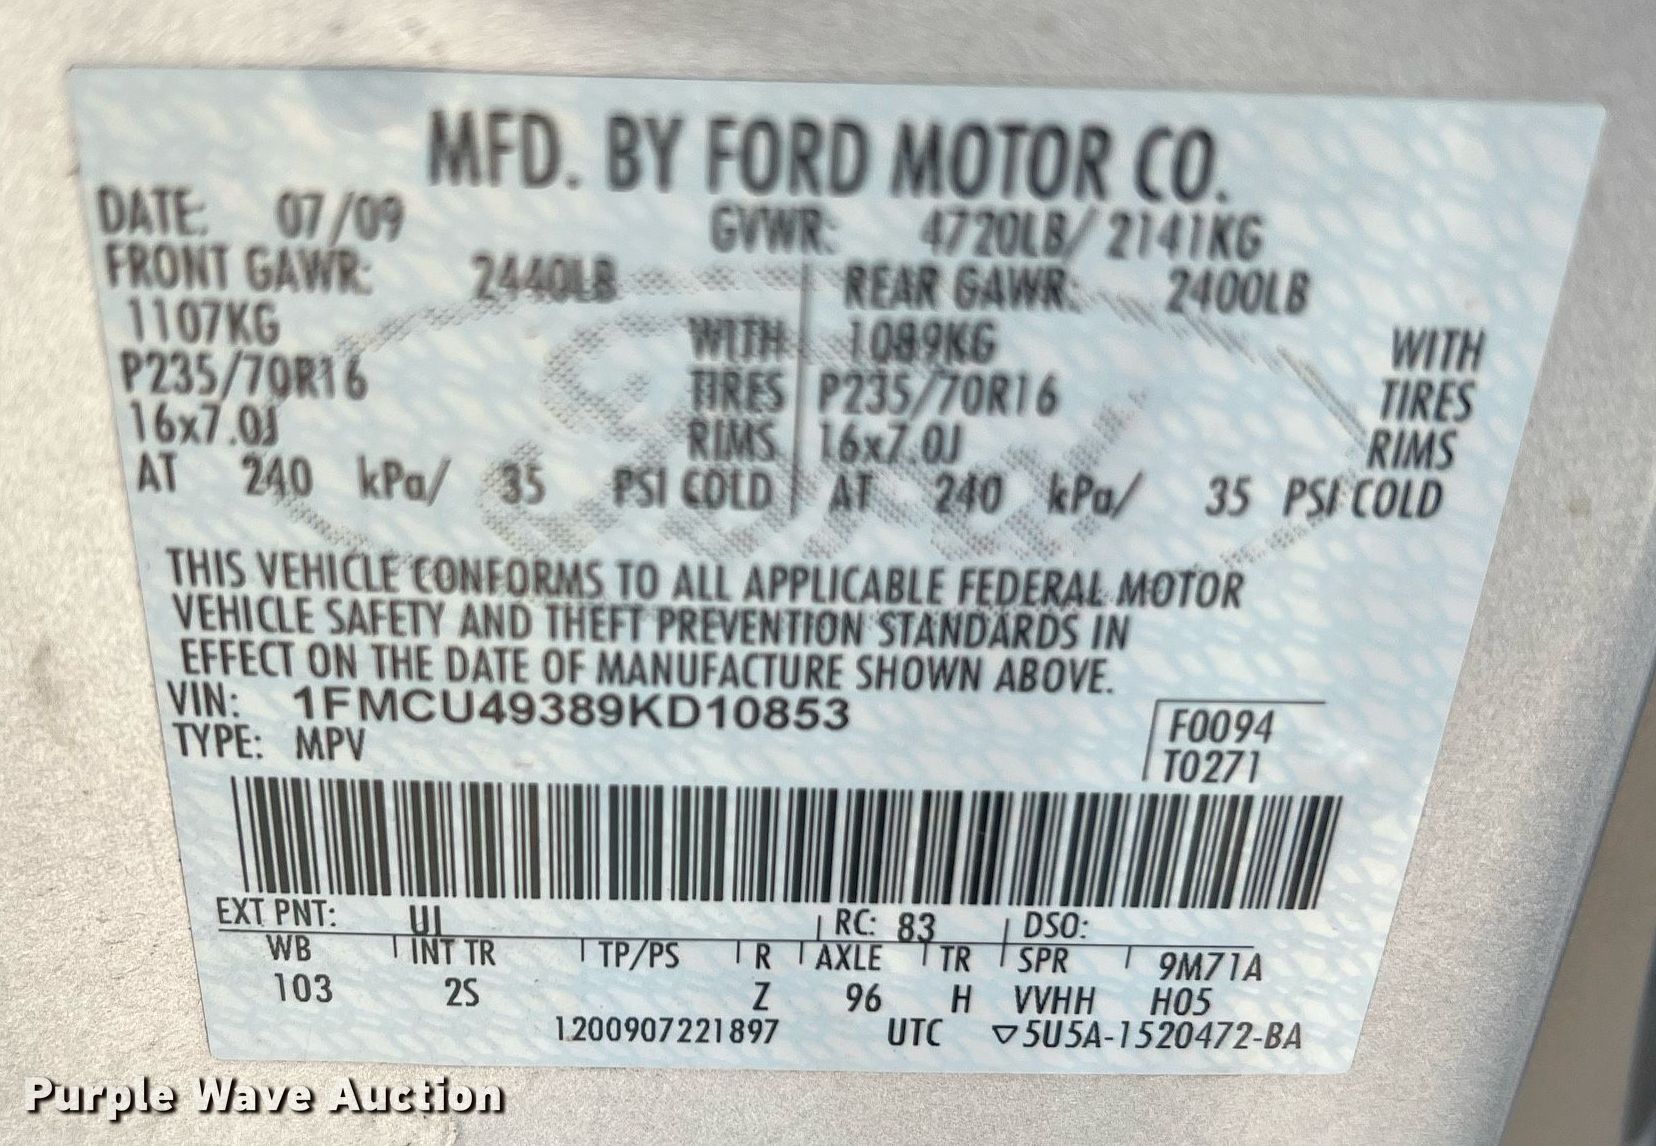 MFD. BY FORD MOTOR CO.
DATE: 07/09 GVWR: 4720LB/ 2141KG
FRONT GAWR: 2440LB REAR GAWR: 2400LB
1107KG WITH 1089KG WITH
P235/70R16 TIRES P235/70R16 TIRES
16x7.0J RIMS 16x7.0J RIMS
AT 240 kPa/ 35 PSI COLD AT 240 kPa/ 35 PSI COLD
THIS VEHICLE CONFORMS TO ALL APPLICABLE FEDERAL MOTOR
VEHICLE SAFETY AND THEFT PREVENTION STANDARDS IN
EFFECT ON THE DATE OF MANUFACTURE SHOWN ABOVE.
VIN: 1FMCU49389KD10853
TYPE: MPV
F0094
T0271
EXT PNT: UJ RC: 83 DSO:
WB INT TR TP/PS R AXLE TR SPR 9M71A
103 2S Z 96 H VVHH H05
1200907221897 UTC ▽5U5A-1520472-BA
Purple Wave Auction